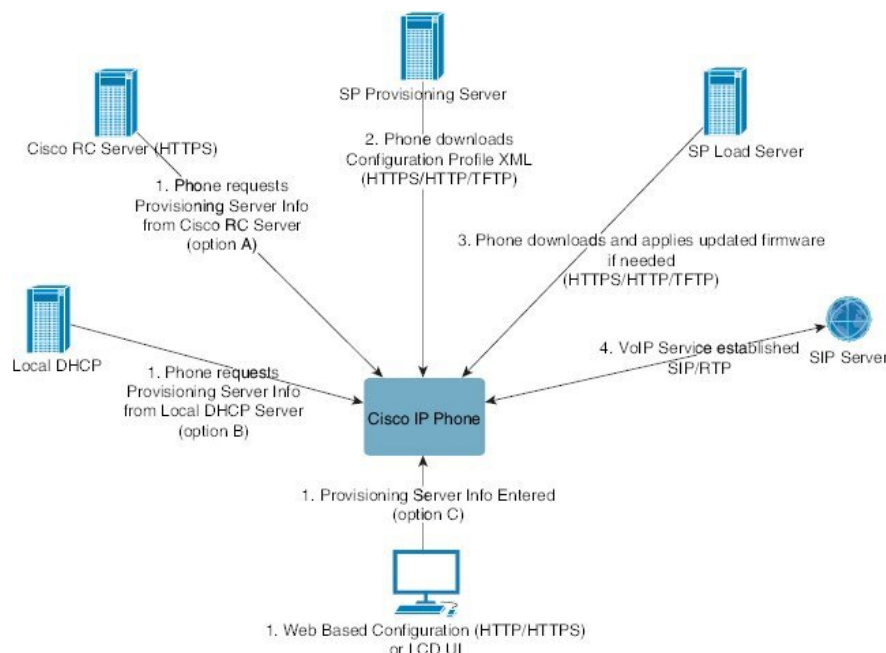 SP Provisioning Server
Cisco RC Server (HTTPS)
SP Load Server
2. Phone downloads
Configuration Profile XML
(HTTPS/HTTP/TFTP)
1. Phone requests
Provisioning Server Info
from Cisco RC Server
(option A)
3. Phone downloads and applies updated firmware
if needed
(HTTPS/HTTP/TFTP)
Local DHCP
1. Phone requests
Provisioning Server Info
from Local DHCP Server
(option B)
4. VoIP Service established
SIP/RTP
SIP Server
Cisco IP Phone
1. Provisioning Server Info Entered
(option C)
1. Web Based Configuration (HTTP/HTTPS)
or LCD UI